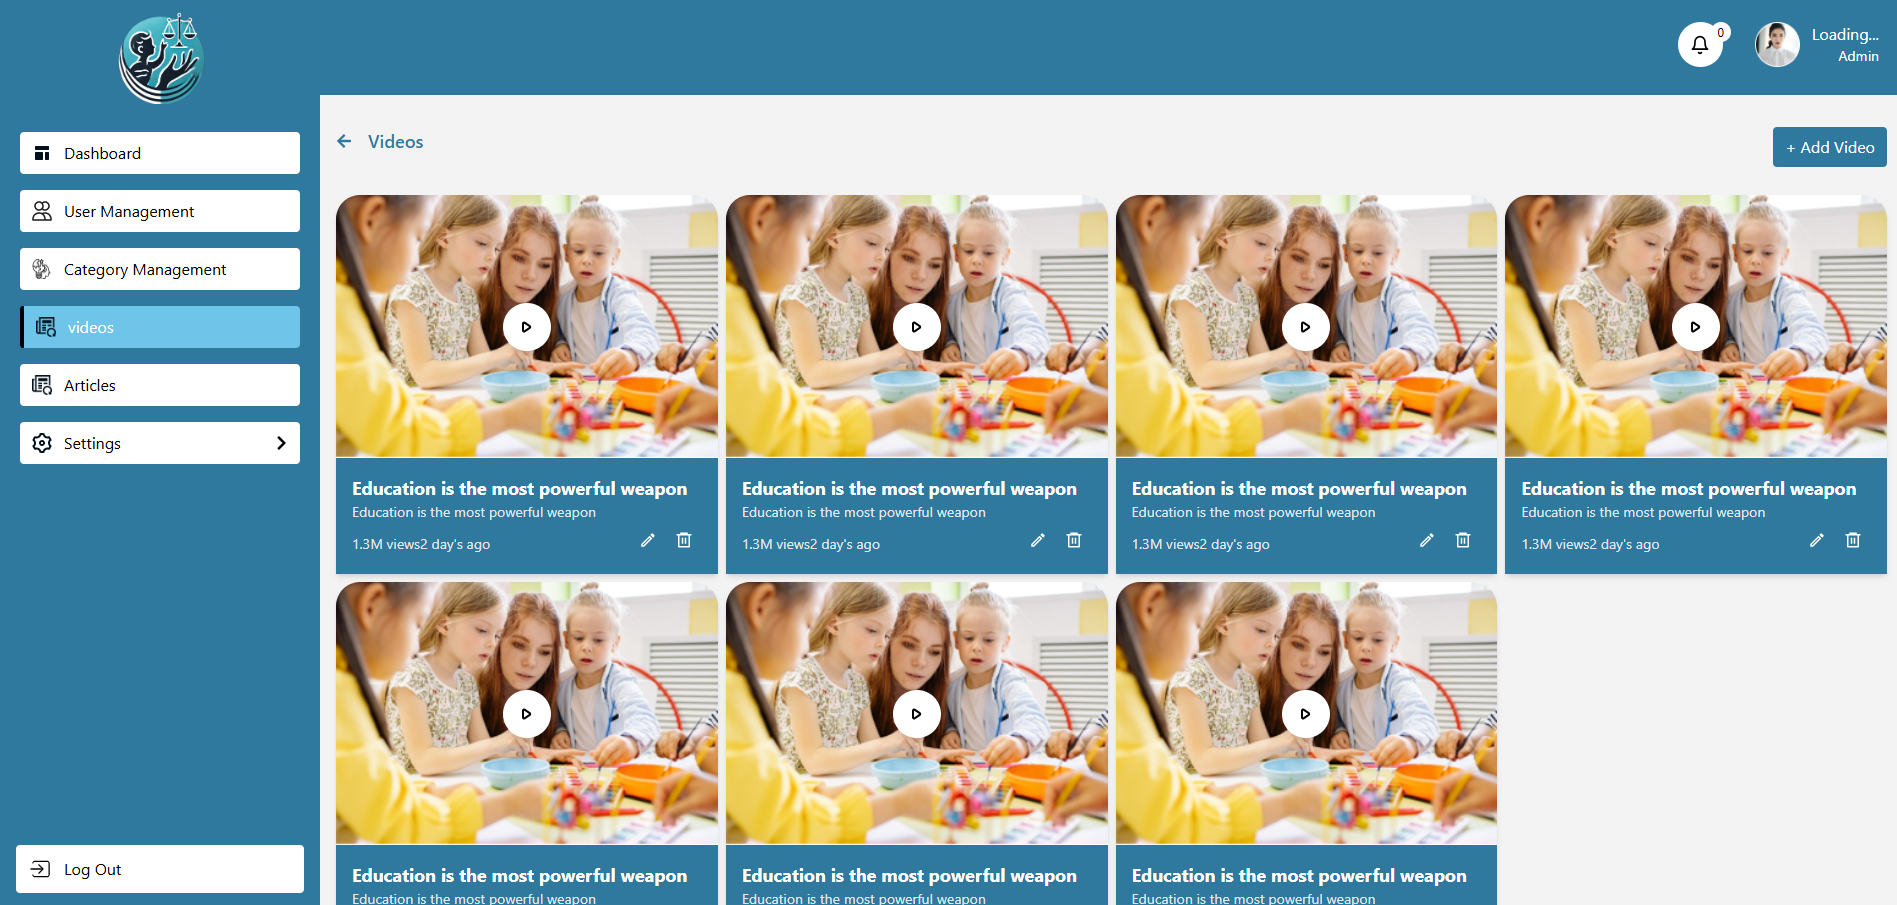 0
Loading...
Admin
Dashboard
User Management
Category Management
videos
Articles
Settings
Log Out
Videos
+ Add Video
Education is the most powerful weapon
Education is the most powerful weapon
1.3M views2 day's ago
Education is the most powerful weapon
Education is the most powerful weapon
1.3M views2 day's ago
Education is the most powerful weapon
Education is the most powerful weapon
1.3M views2 day's ago
Education is the most powerful weapon
Education is the most powerful weapon
1.3M views2 day's ago
Education is the most powerful weapon
Education is the most powerful weapon
Education is the most powerful weapon
Education is the most powerful weapon
Education is the most powerful weapon
Education is the most powerful weapon